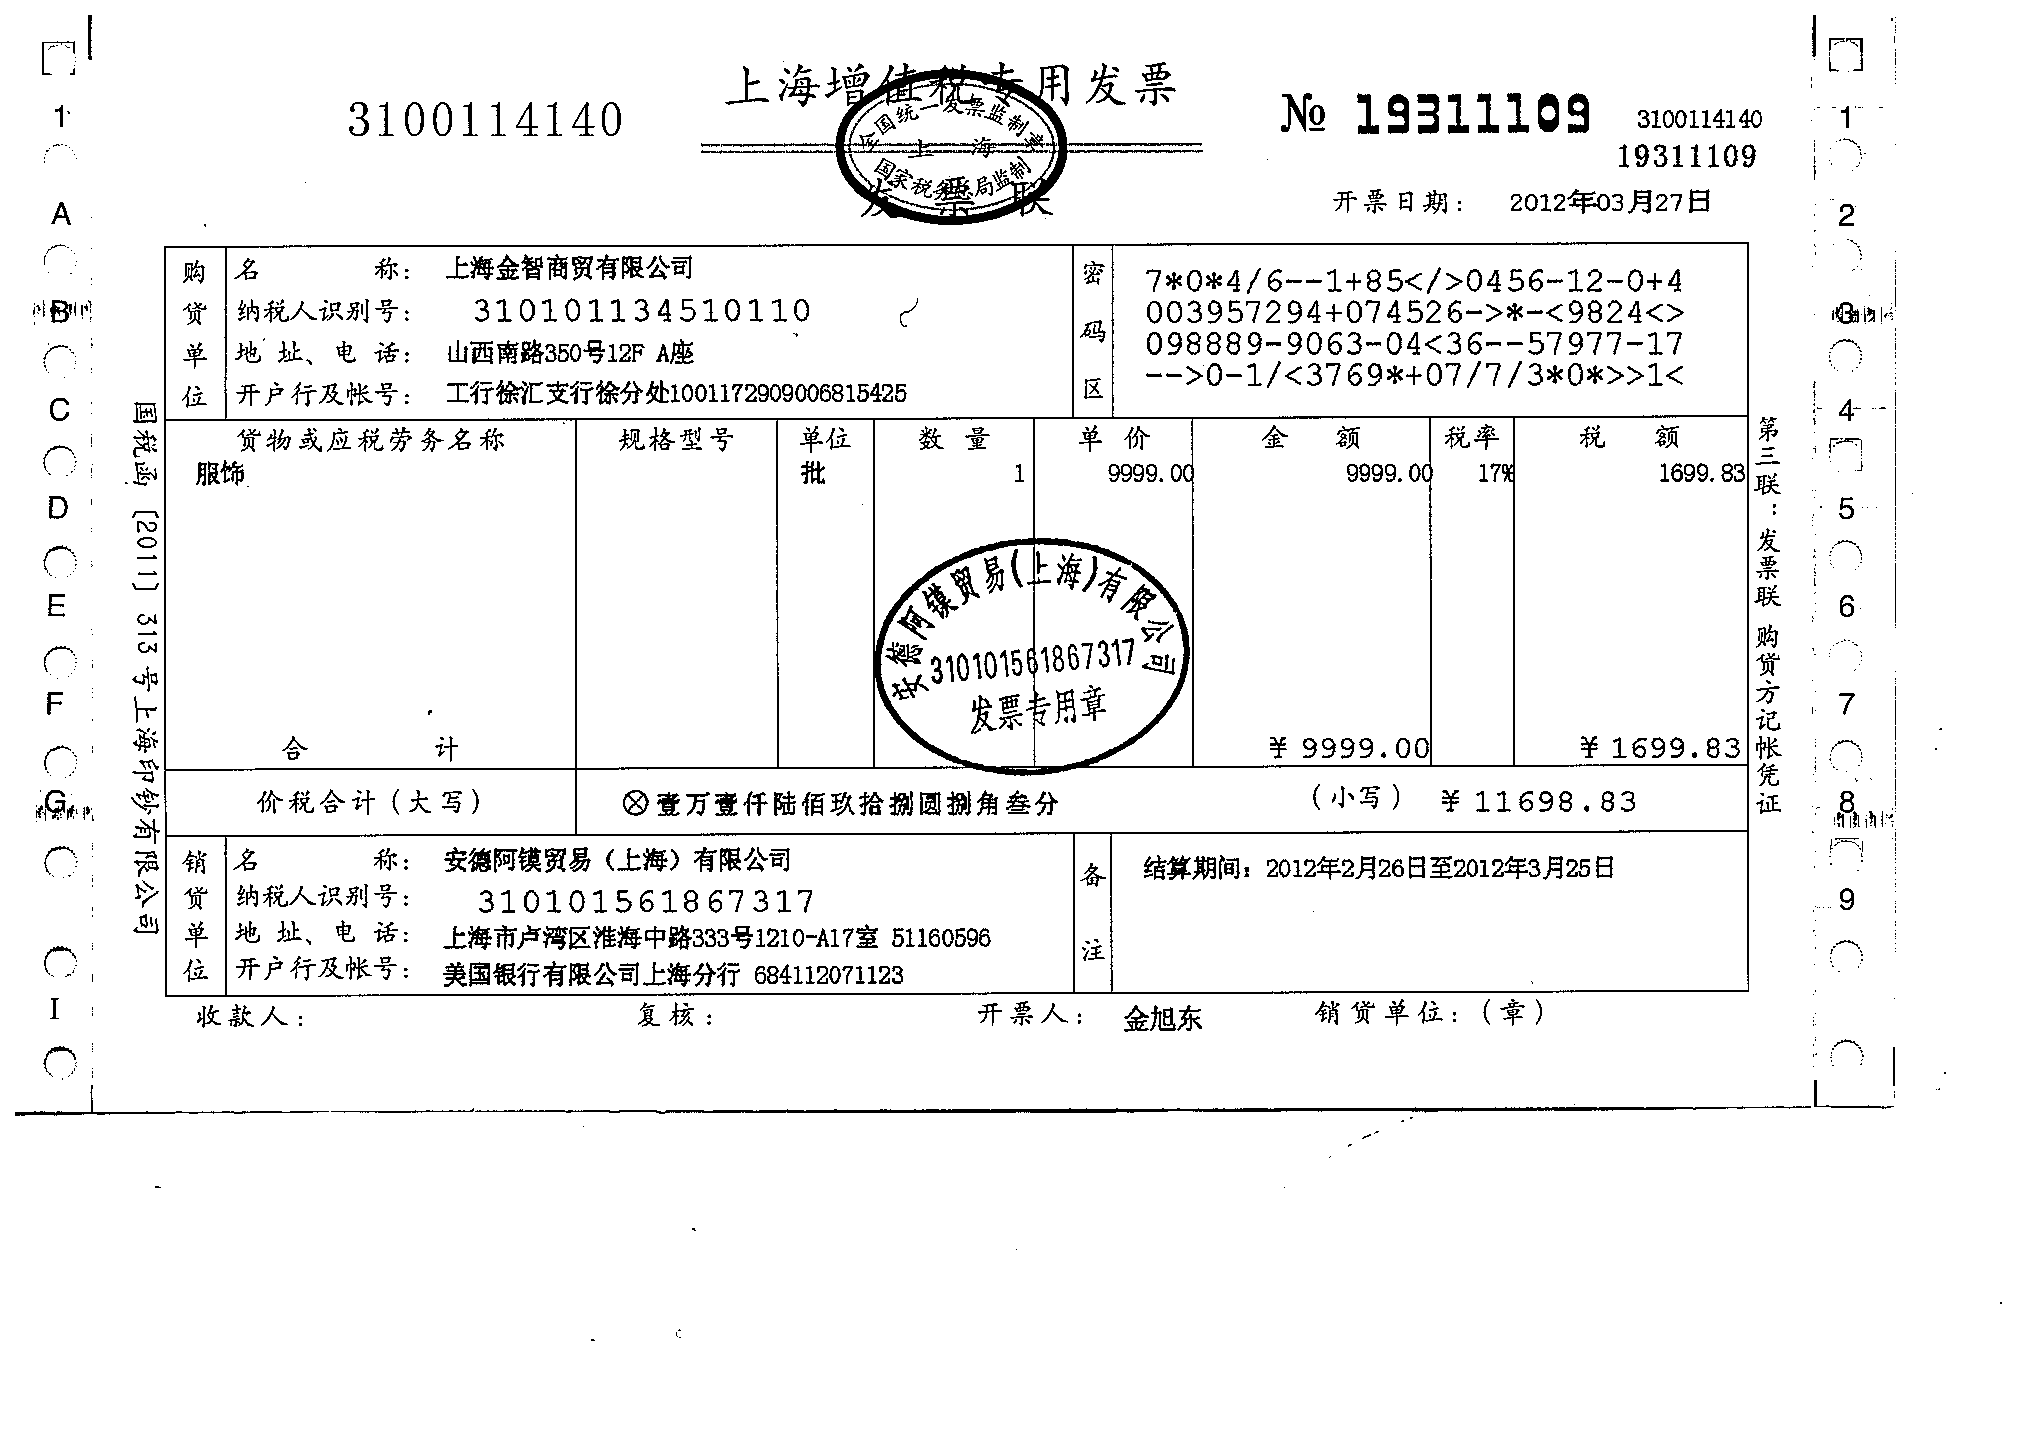 上海增值税专用发票
3100114140
全国统一发票监制章
上海
国家税务总局监制
发票联
№ 19311109
3100114140
19311109
开票日期: 2012年03月27日
购货单位
名称: 上海金智商贸有限公司
纳税人识别号: 310101134510110
地址、电话: 山西南路350号12F A座
开户行及帐号: 工行徐汇支行徐分处1001172909006815425
密码区
7*0*4/6--1+85</>0456-12-0+4
003957294+074526->*-<9824<>
098889-9063-04<36--57977-17
-->0-1/<3769*+07/7/3*0*>>1<
货物或应税劳务名称 规格型号 单位 数量 单价 金额 税率 税额
服饰 批 1 9999.00 9999.00 17% 1699.83
安德阿镆贸易(上海)有限公司
310101561867317
发票专用章
合计 ¥9999.00 ¥1699.83
价税合计(大写) ⊗壹万壹仟陆佰玖拾捌圆捌角叁分 (小写) ¥11698.83
销货单位
名称: 安德阿镆贸易(上海)有限公司
纳税人识别号: 310101561867317
地址、电话: 上海市卢湾区淮海中路333号1210-A17室 51160596
开户行及帐号: 美国银行有限公司上海分行 684112071123
备注
结算期间: 2012年2月26日至2012年3月25日
收款人: 复核: 开票人: 金旭东 销货单位:(章)
国税函[2011]313号上海印钞有限公司
第三联:发票联 购货方记帐凭证
1
A
B
C
D
E
F
G
I
1
2
3
4
5
6
7
8
9